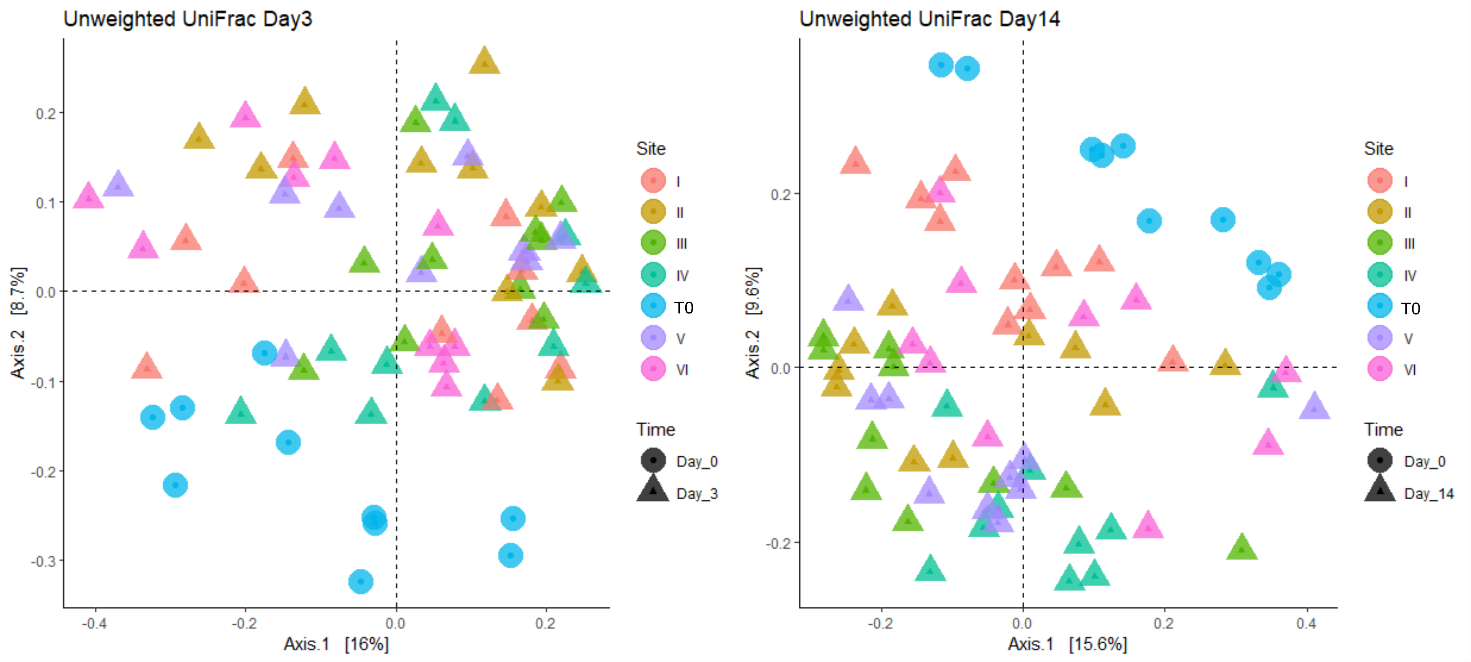 Unweighted UniFrac Day3
0.2
0.1
0.0
-0.1
-0.2
-0.3
Axis.2 [8.7%]
-0.4
-0.2
0.0
0.2
Axis.1 [16%]
Site
I
II
III
IV
T0
V
VI
Time
Day_0
Day_3
Unweighted UniFrac Day14
0.2
0.0
-0.2
Axis.2 [9.6%]
-0.2
0.0
0.2
0.4
Axis.1 [15.6%]
Site
I
II
III
IV
T0
V
VI
Time
Day_0
Day_14